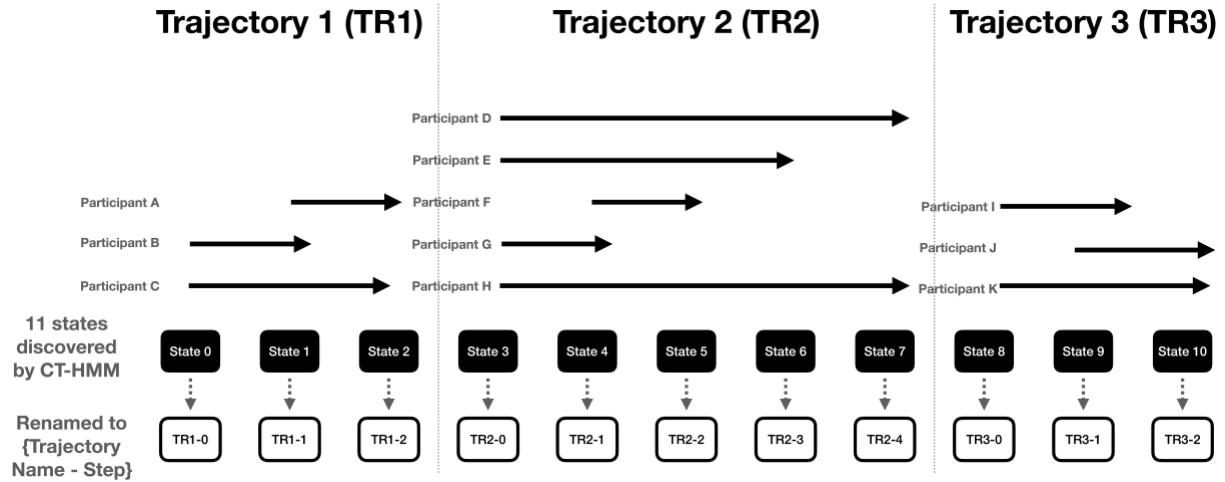 Trajectory 1 (TR1)
Trajectory 2 (TR2)
Trajectory 3 (TR3)
Participant D
Participant E
Participant A
Participant F
Participant I
Participant B
Participant G
Participant J
Participant C
Participant H
Participant K
11 states
discovered
by CT-HMM
State 0
State 1
State 2
State 3
State 4
State 5
State 6
State 7
State 8
State 9
State 10
Renamed to
{Trajectory
Name - Step}
TR1-0
TR1-1
TR1-2
TR2-0
TR2-1
TR2-2
TR2-3
TR2-4
TR3-0
TR3-1
TR3-2